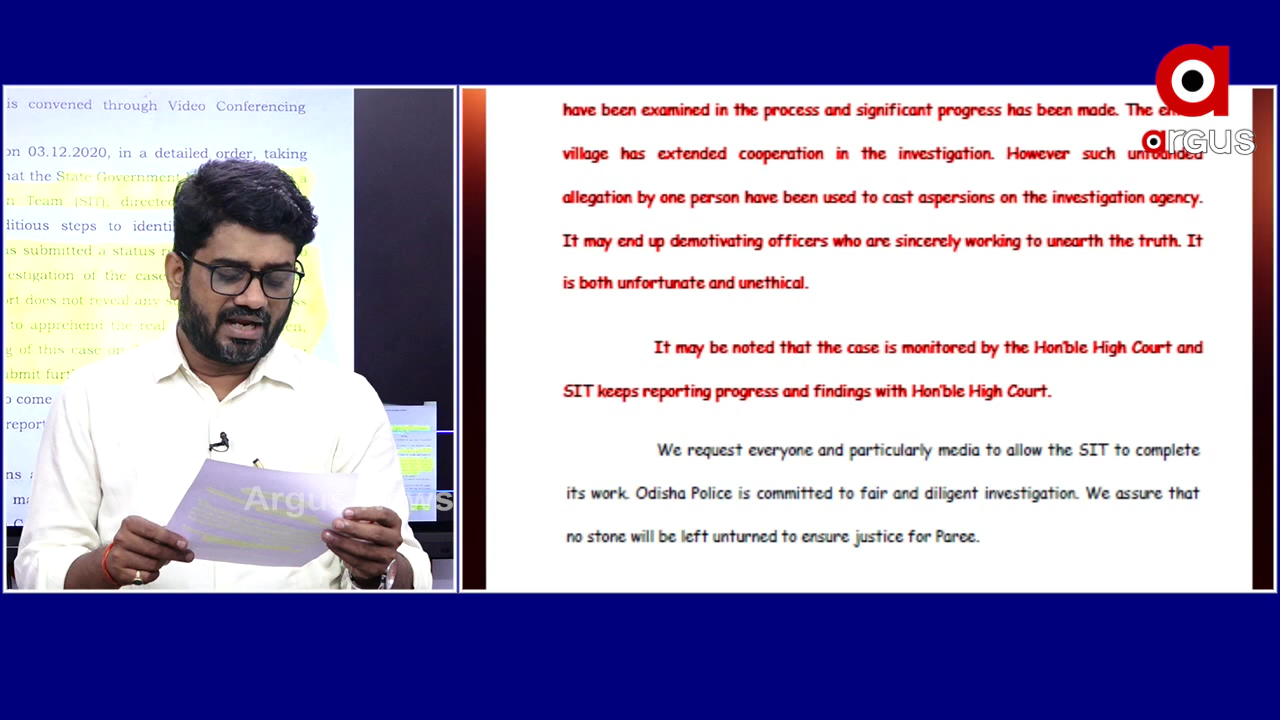 is convened through Video Conferencing
on 03.12.2020, in a detailed order, taking
hat the State Government
n Team (SIT), directed
ditious steps to identi
as submitted a status r
estigation of the case
ort does not reveal any s
to apprehend the real
g of this case on
ubmit furt
o come
report
have been examined in the process and significant progress has been made. The en
village has extended cooperation in the investigation. However such unfounded
allegation by one person have been used to cast aspersions on the investigation agency.
It may end up demotivating officers who are sincerely working to unearth the truth. It
is both unfortunate and unethical.
It may be noted that the case is monitored by the Hon'ble High Court and
SIT keeps reporting progress and findings with Hon'ble High Court.
We request everyone and particularly media to allow the SIT to complete
its work. Odisha Police is committed to fair and diligent investigation. We assure that
no stone will be left unturned to ensure justice for Paree.
argus
Argus News